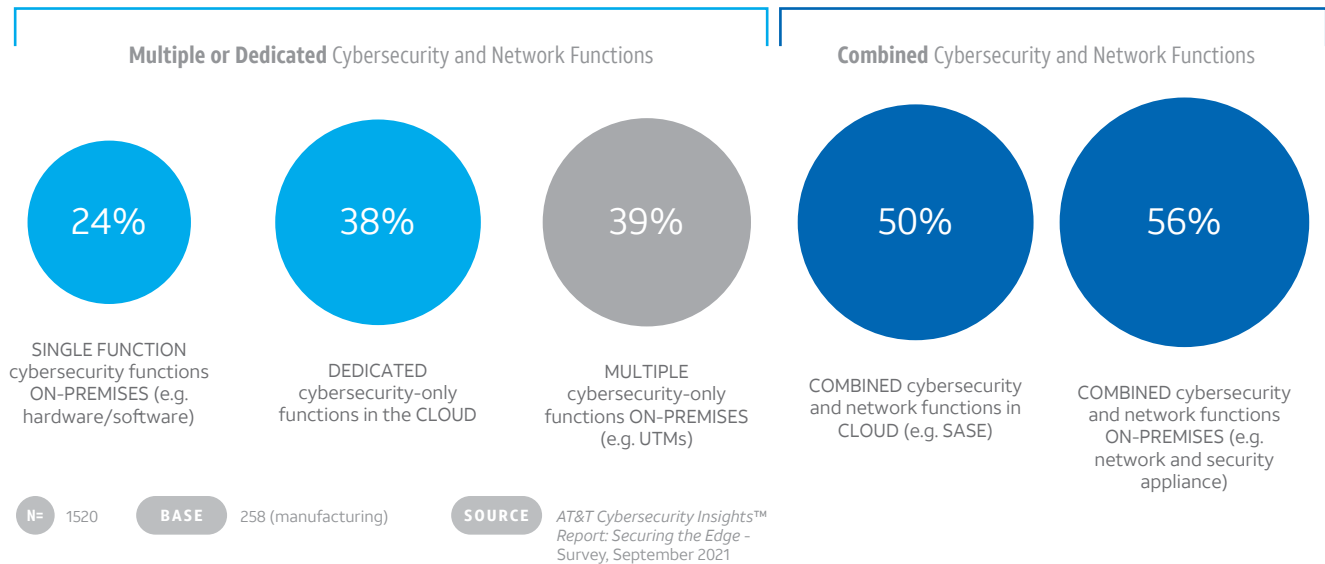 Multiple or Dedicated Cybersecurity and Network Functions
Combined Cybersecurity and Network Functions
24%
38%
39%
50%
56%
SINGLE FUNCTION
cybersecurity functions
ON-PREMISES (e.g.
hardware/software)
DEDICATED
cybersecurity-only
functions in the CLOUD
MULTIPLE
cybersecurity-only
functions ON-PREMISES
(e.g. UTMs)
COMBINED cybersecurity
and network functions in
CLOUD (e.g. SASE)
COMBINED cybersecurity
and network functions
ON-PREMISES (e.g.
network and security
appliance)
N= 1520
BASE 258 (manufacturing)
SOURCE AT&T Cybersecurity Insights™
Report: Securing the Edge -
Survey, September 2021